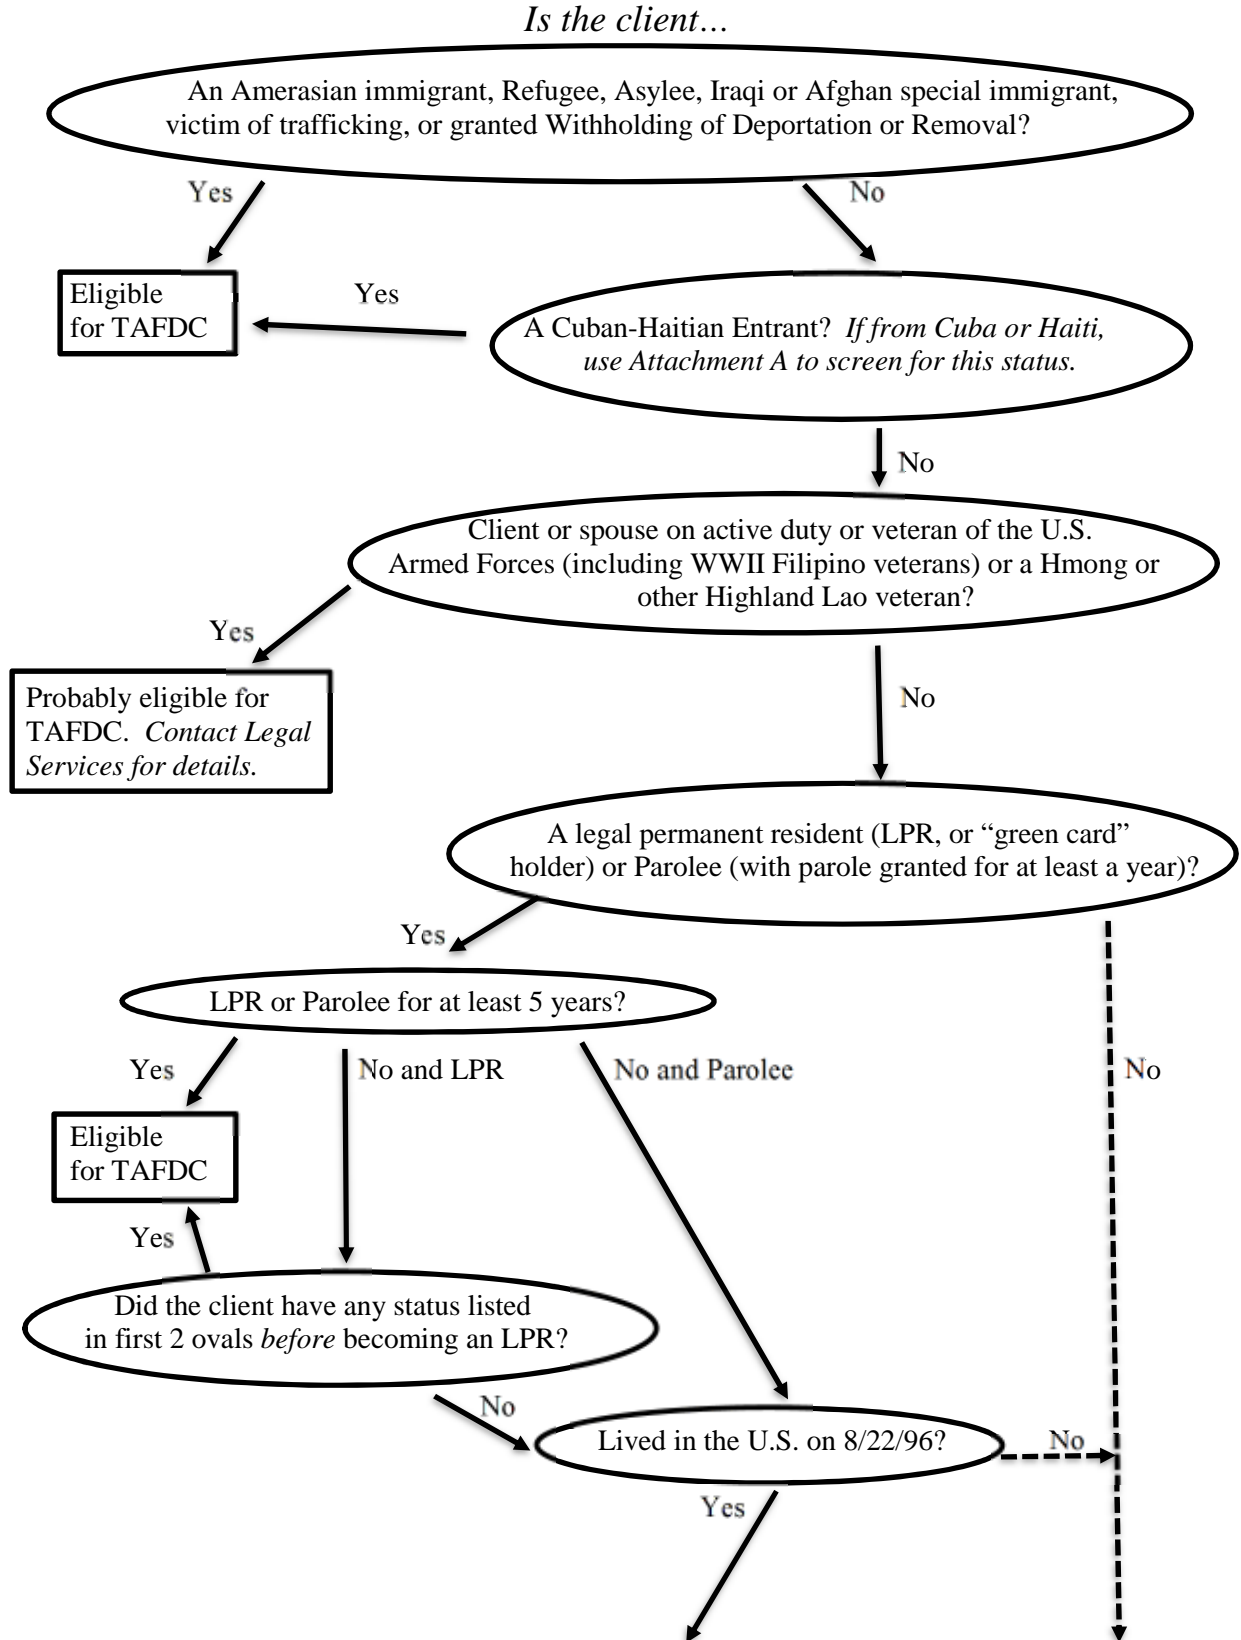 Is the client…
An Amerasian immigrant, Refugee, Asylee, Iraqi or Afghan special immigrant,
victim of trafficking, or granted Withholding of Deportation or Removal?
Yes
No
Eligible
for TAFDC
Yes
A Cuban-Haitian Entrant? If from Cuba or Haiti,
use Attachment A to screen for this status.
No
Client or spouse on active duty or veteran of the U.S.
Armed Forces (including WWII Filipino veterans) or a Hmong or
other Highland Lao veteran?
Yes
Probably eligible for
TAFDC. Contact Legal
Services for details.
No
A legal permanent resident (LPR, or “green card”
holder) or Parolee (with parole granted for at least a year)?
Yes
LPR or Parolee for at least 5 years?
Yes
No and LPR
No and Parolee
No
Eligible
for TAFDC
Yes
Did the client have any status listed
in first 2 ovals before becoming an LPR?
No
Lived in the U.S. on 8/22/96?
No
Yes